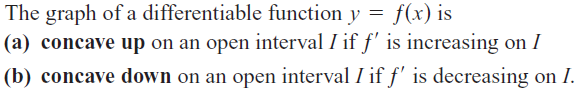 The graph of a differentiable function y = f(x) is
(a) concave up on an open interval I if f' is increasing on I
(b) concave down on an open interval I if f' is decreasing on I.